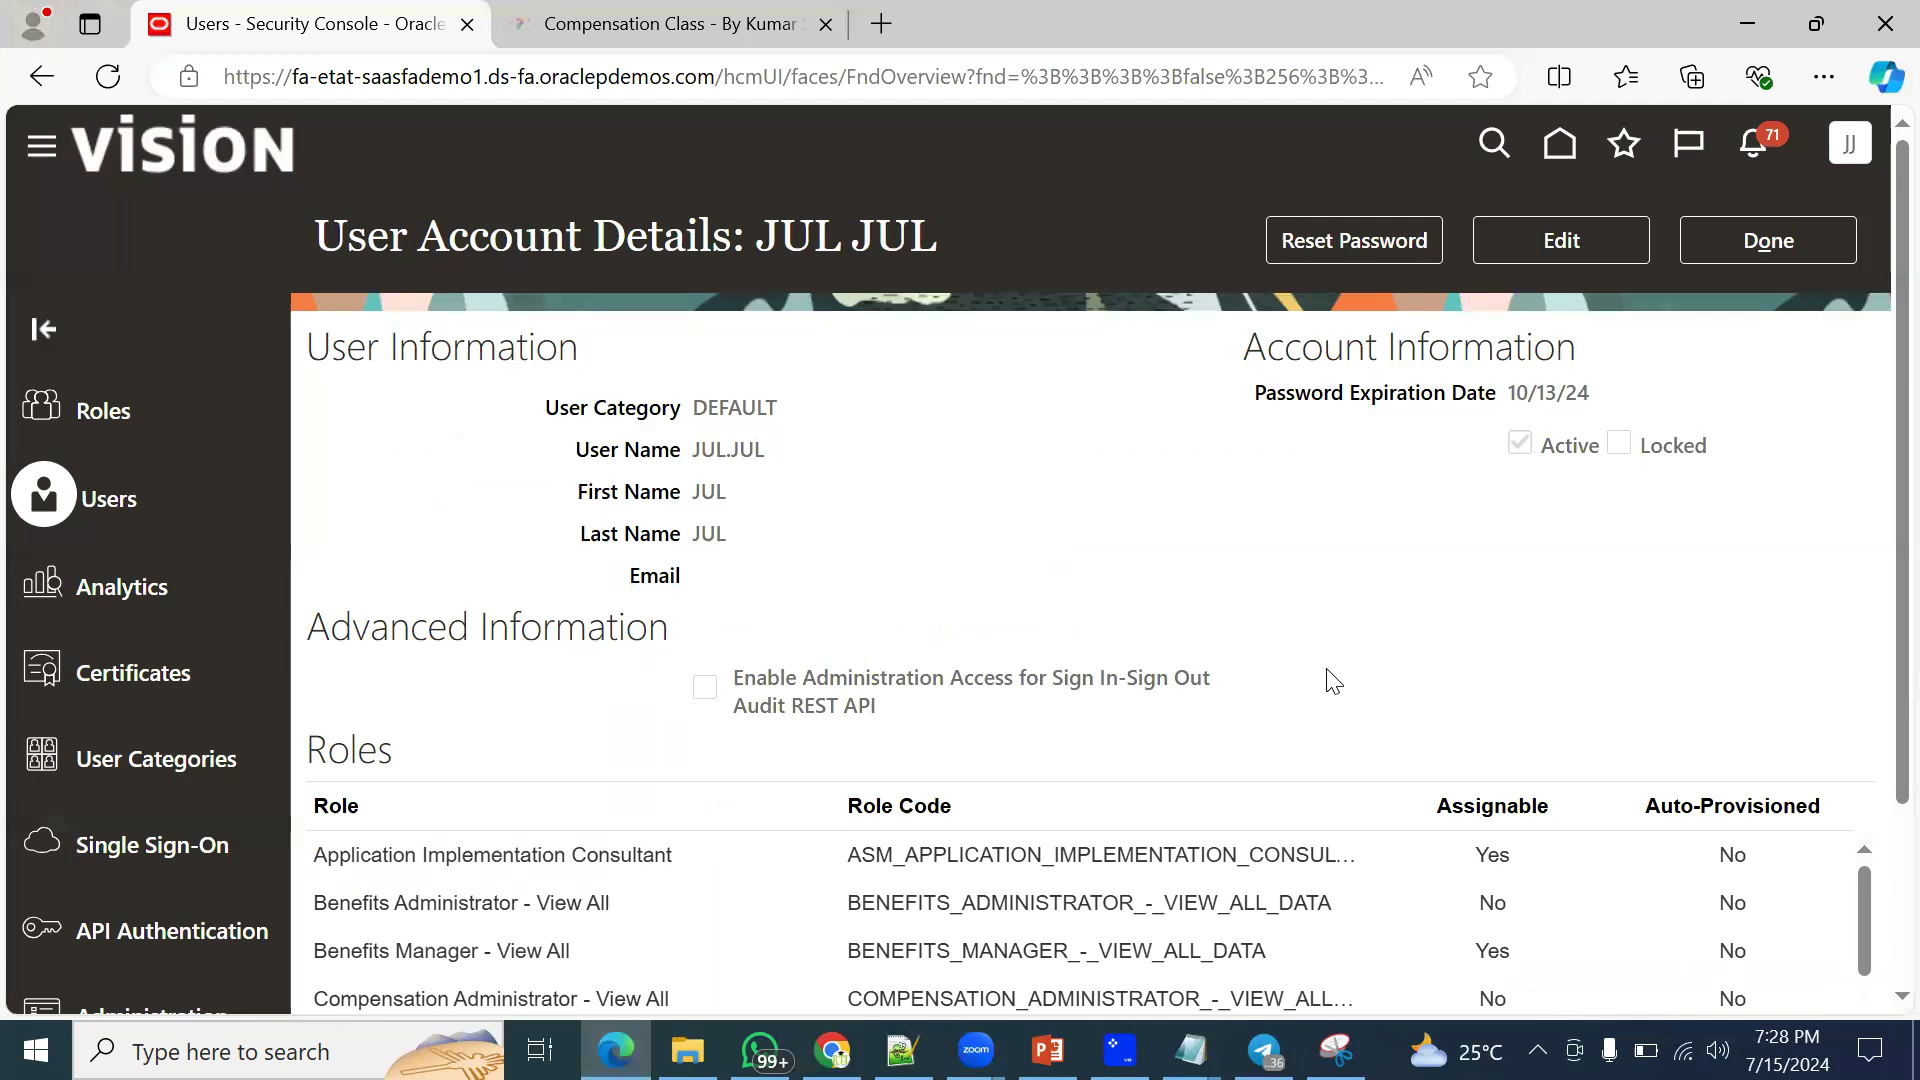 Users - Security Console - Oracle
Compensation Class - By Kumar
https://fa-etat-saasfademo1.ds-fa.oraclepdemos.com/hcmUI/faces/FndOverview?fnd=%3B%3B%3B%3Bfalse%3B256%3B%3...
VISION
71
JJ
User Account Details: JUL JUL
Reset Password
Edit
Done
Roles
Users
Analytics
Certificates
User Categories
Single Sign-On
API Authentication
Administration
User Information
User Category DEFAULT
User Name JUL.JUL
First Name JUL
Last Name JUL
Email
Account Information
Password Expiration Date 10/13/24
Active Locked
Advanced Information
Enable Administration Access for Sign In-Sign Out
Audit REST API
Roles
Role Role Code Assignable Auto-Provisioned
Application Implementation Consultant ASM_APPLICATION_IMPLEMENTATION_CONSUL... Yes No
Benefits Administrator - View All BENEFITS_ADMINISTRATOR_-_VIEW_ALL_DATA No No
Benefits Manager - View All BENEFITS_MANAGER_-_VIEW_ALL_DATA Yes No
Compensation Administrator - View All COMPENSATION_ADMINISTRATOR_-_VIEW_ALL... No No
Type here to search
99+
zoom
36
25°C
7:28 PM
7/15/2024